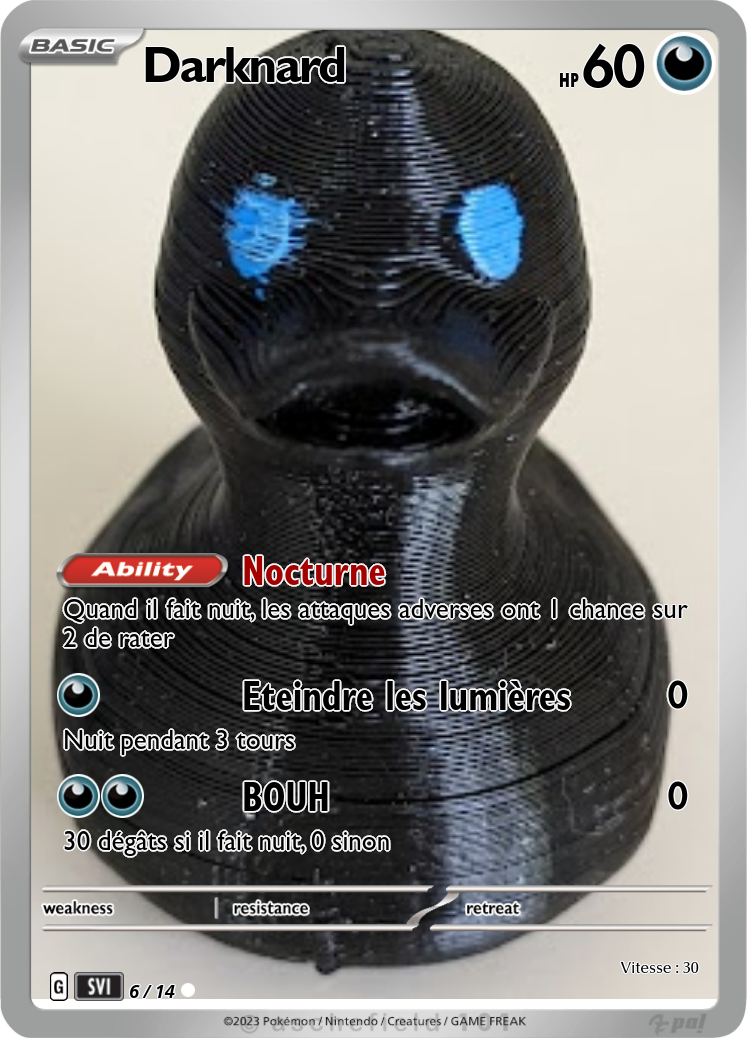 BASIC
Darknard
HP 60
Ability Nocturne
Quand il fait nuit, les attaques adverses ont 1 chance sur
2 de rater
Eteindre les lumières 0
Nuit pendant 3 tours
BOUH 0
30 dégâts si il fait nuit, 0 sinon
weakness resistance retreat
Vitesse : 30
G SVI 6 / 14
©2023 Pokémon / Nintendo / Creatures / GAME FREAK